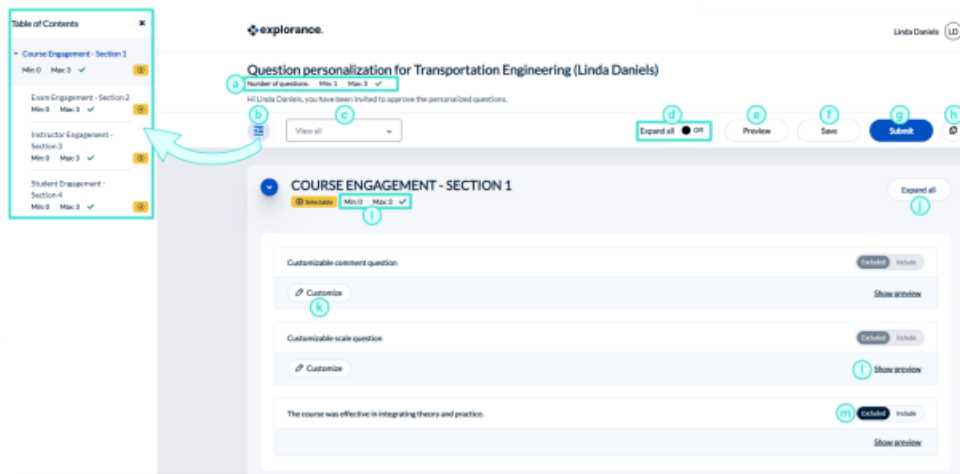 Table of Contents
Course Engagement - Section 1
Min: 0 Max: 3
Exam Engagement - Section 2
Min: 0 Max: 3
Instructor Engagement -
Section 3
Min: 0 Max: 3
Student Engagement -
Section 4
Min: 0 Max: 3
explorance.
Linda Daniels LD
Question personalization for Transportation Engineering (Linda Daniels)
a Number of questions: Min: 1 Max: 3
Hi Linda Daniels, you have been invited to approve the personalized questions.
b c d e f g h
View all Expand all Off Preview Save Submit
COURSE ENGAGEMENT - SECTION 1
Selectable Min: 0 Max: 3
i
Expand all
j
Customizable comment question Excluded Include
Customize Show preview
k
Customizable scale question Excluded Include
Customize l Show preview
The course was effective in integrating theory and practice. m Excluded Include
Show preview